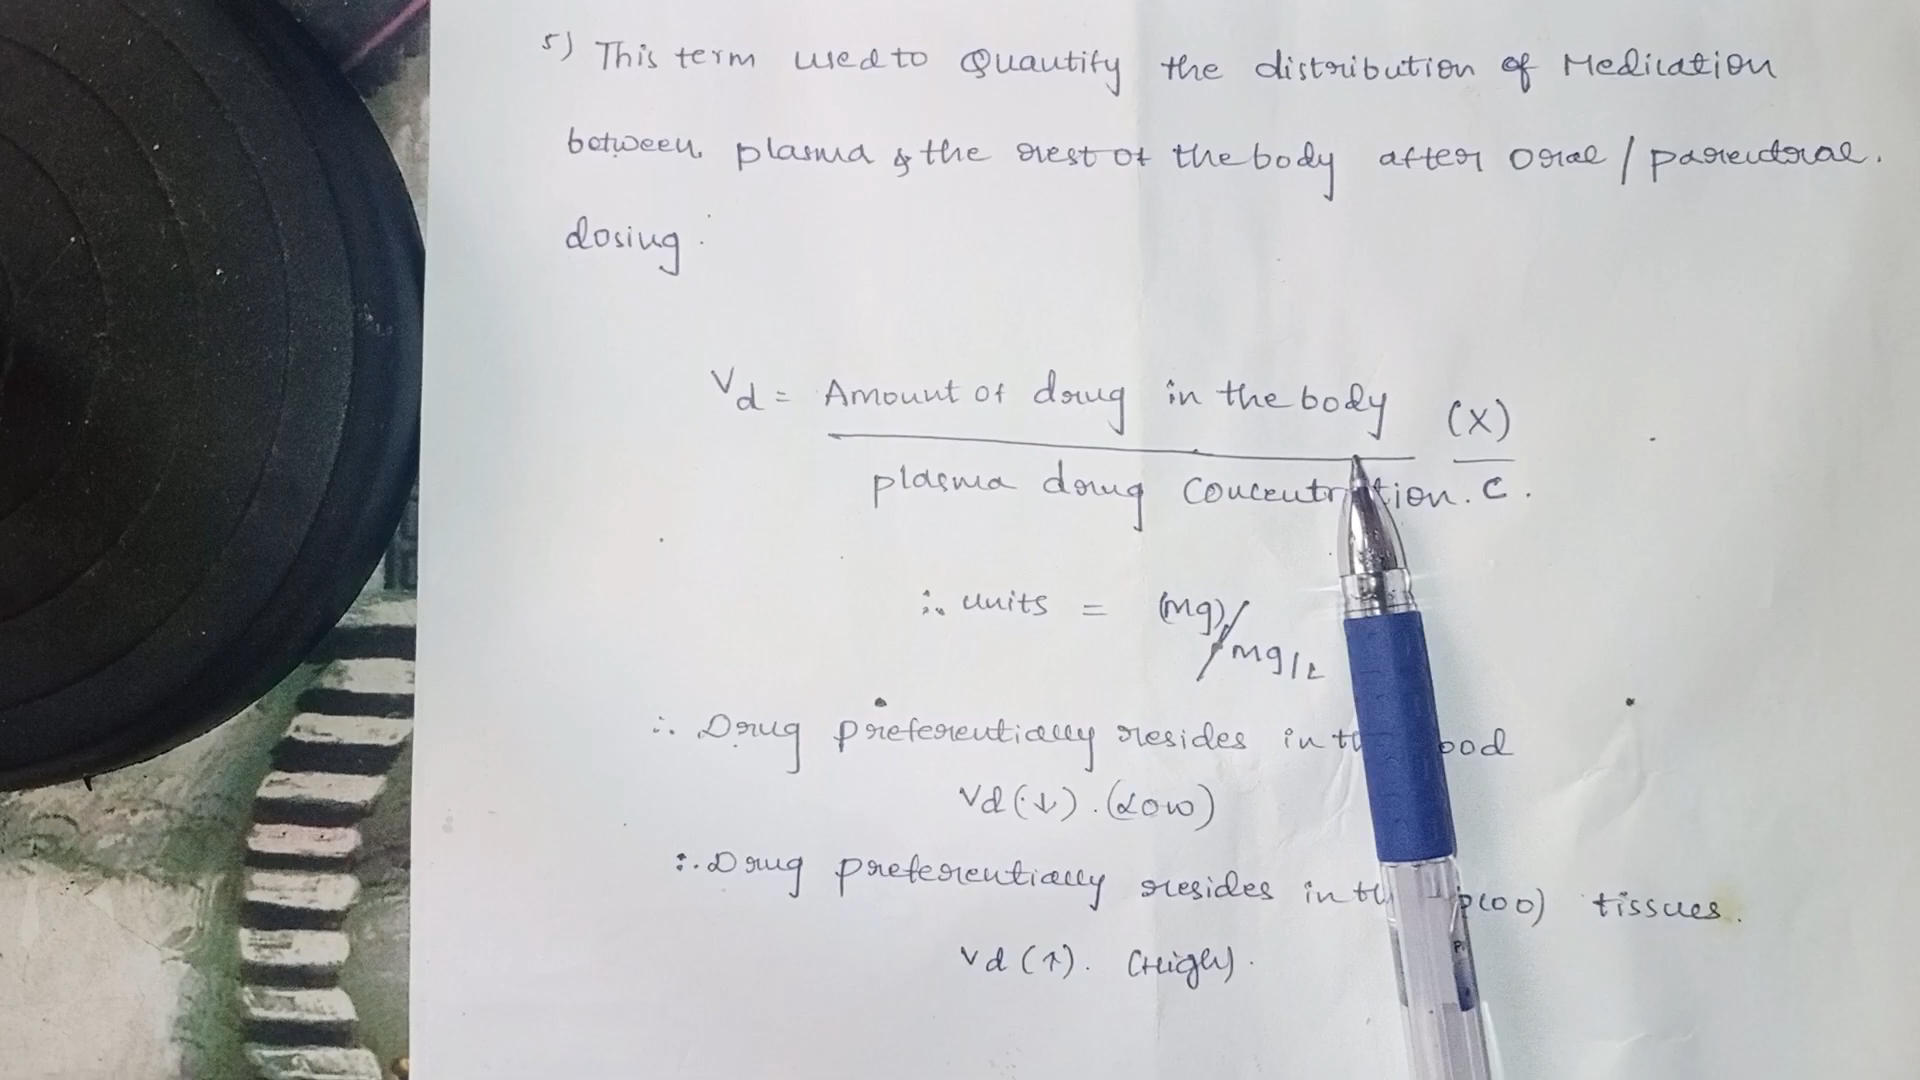 5) This term used to Quantify the distribution of Medication
between plasma & the rest of the body after oral / parenteral.
dosing.
Vd = Amount of drug in the body (X)
plasma drug concentration. C.
∴ units = (mg)/mg/L
∴ Drug preferentially resides in
Vd (↓). (Low)
∴ Drug preferentially resides in tissues.
Vd (↑). (High).